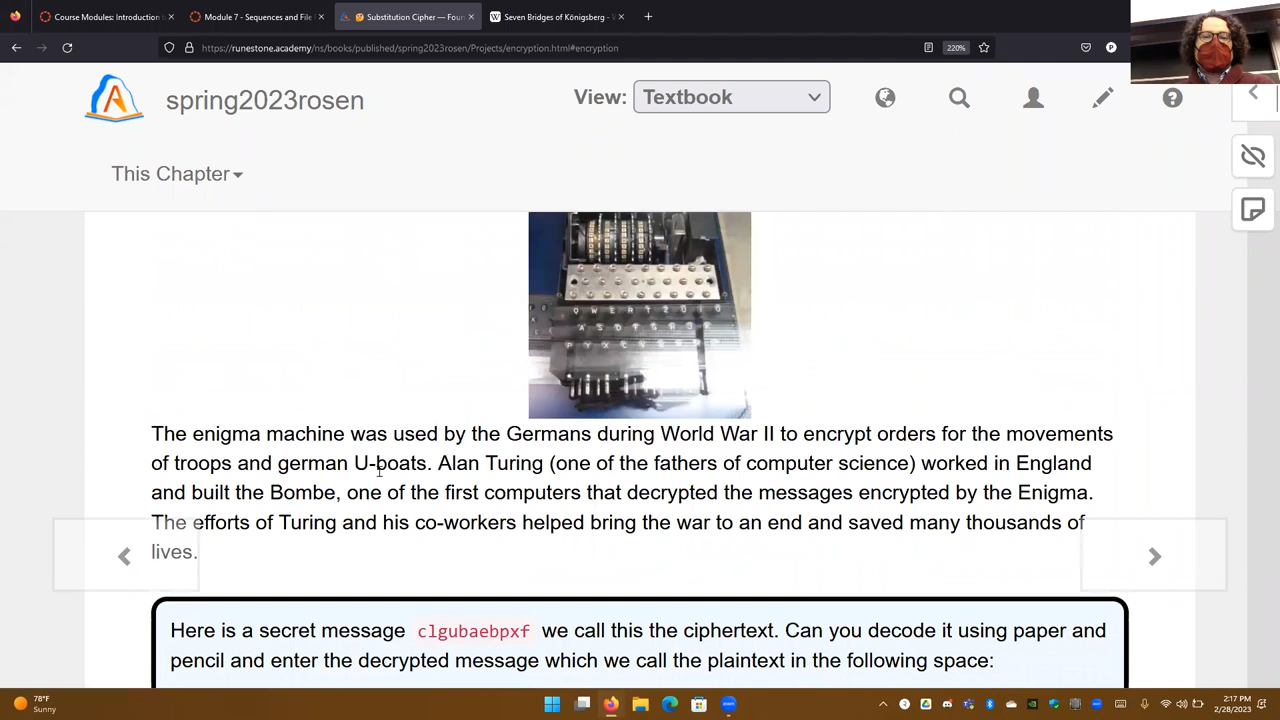 Course Modules: Introduction t
Module 7 - Sequences and File
Substitution Cipher — Foun
Seven Bridges of Königsberg - W
https://runestone.academy/ns/books/published/spring2023rosen/Projects/encryption.html#encryption
220%
spring2023rosen
View:
Textbook
This Chapter
The enigma machine was used by the Germans during World War II to encrypt orders for the movements
of troops and german U-boats. Alan Turing (one of the fathers of computer science) worked in England
and built the Bombe, one of the first computers that decrypted the messages encrypted by the Enigma.
The efforts of Turing and his co-workers helped bring the war to an end and saved many thousands of
lives.
Here is a secret message clgubaebpxf we call this the ciphertext. Can you decode it using paper and
pencil and enter the decrypted message which we call the plaintext in the following space:
78°F
Sunny
2:17 PM
2/28/2023